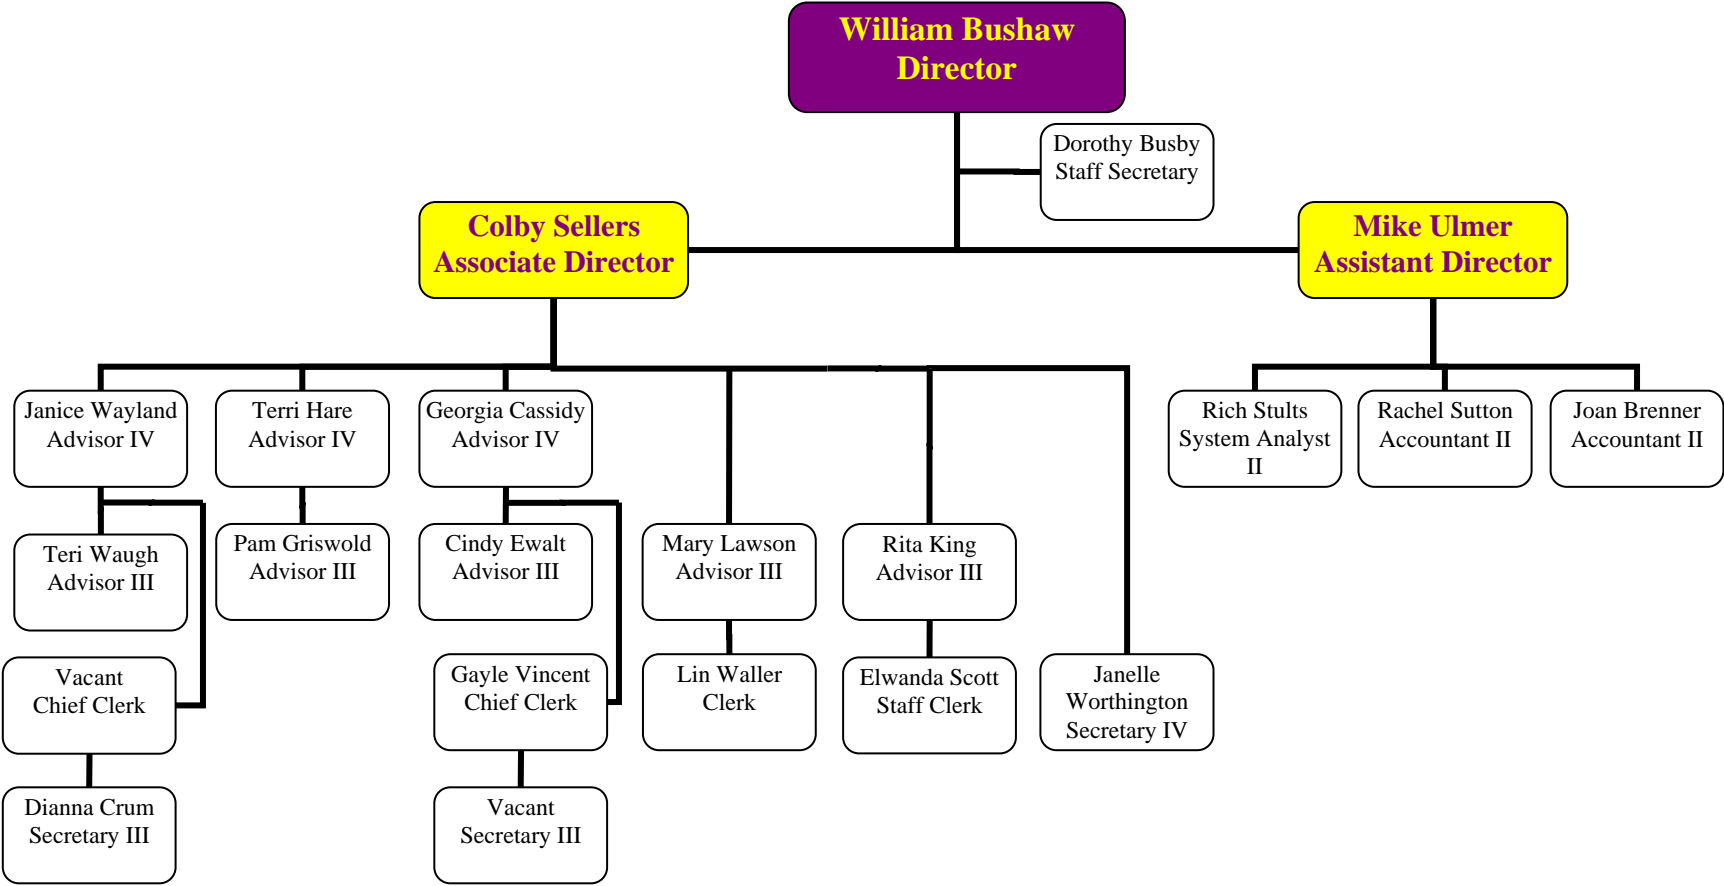 William Bushaw
Director
Dorothy Busby
Staff Secretary
Colby Sellers
Associate Director
Mike Ulmer
Assistant Director
Janice Wayland
Advisor IV
Terri Hare
Advisor IV
Georgia Cassidy
Advisor IV
Rich Stults
System Analyst
II
Rachel Sutton
Accountant II
Joan Brenner
Accountant II
Teri Waugh
Advisor III
Pam Griswold
Advisor III
Cindy Ewalt
Advisor III
Mary Lawson
Advisor III
Rita King
Advisor III
Vacant
Chief Clerk
Gayle Vincent
Chief Clerk
Lin Waller
Clerk
Elwanda Scott
Staff Clerk
Janelle
Worthington
Secretary IV
Dianna Crum
Secretary III
Vacant
Secretary III